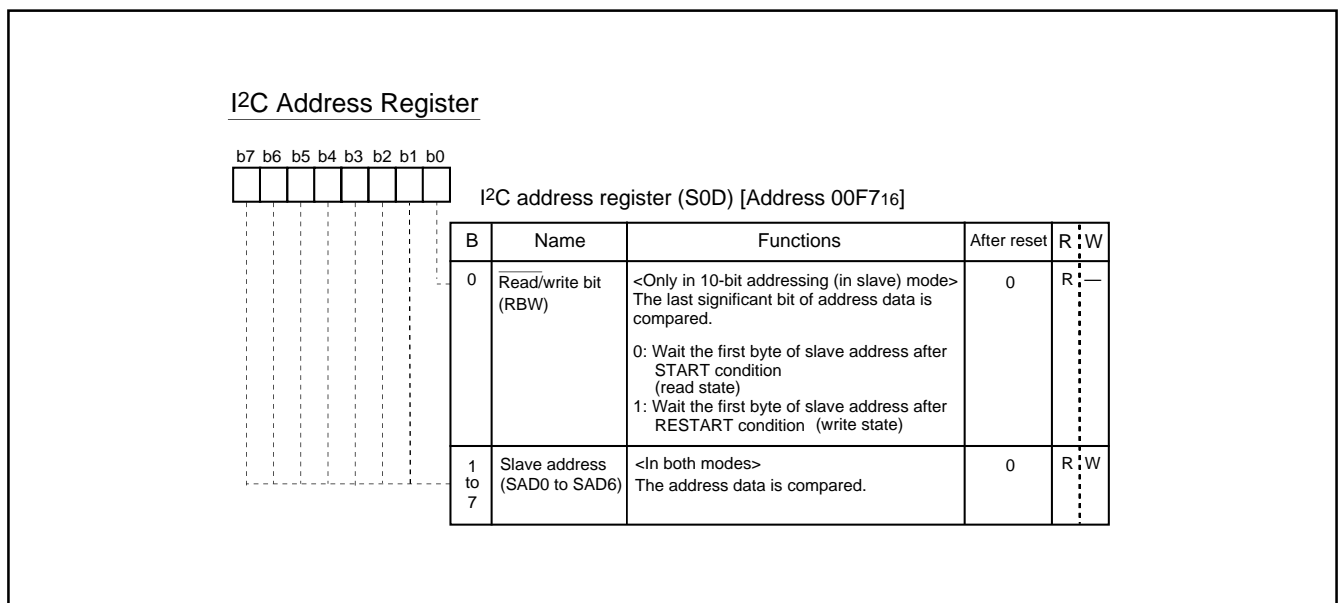 I2C Address Register
b7 b6 b5 b4 b3 b2 b1 b0
I2C address register (S0D) [Address 00F716]
B Name Functions After reset R W
0 Read/write bit (RBW) <Only in 10-bit addressing (in slave) mode> 0 R —
The last significant bit of address data is
compared.
0: Wait the first byte of slave address after
START condition
(read state)
1: Wait the first byte of slave address after
RESTART condition (write state)
1 to 7 Slave address (SAD0 to SAD6) <In both modes> 0 R W
The address data is compared.